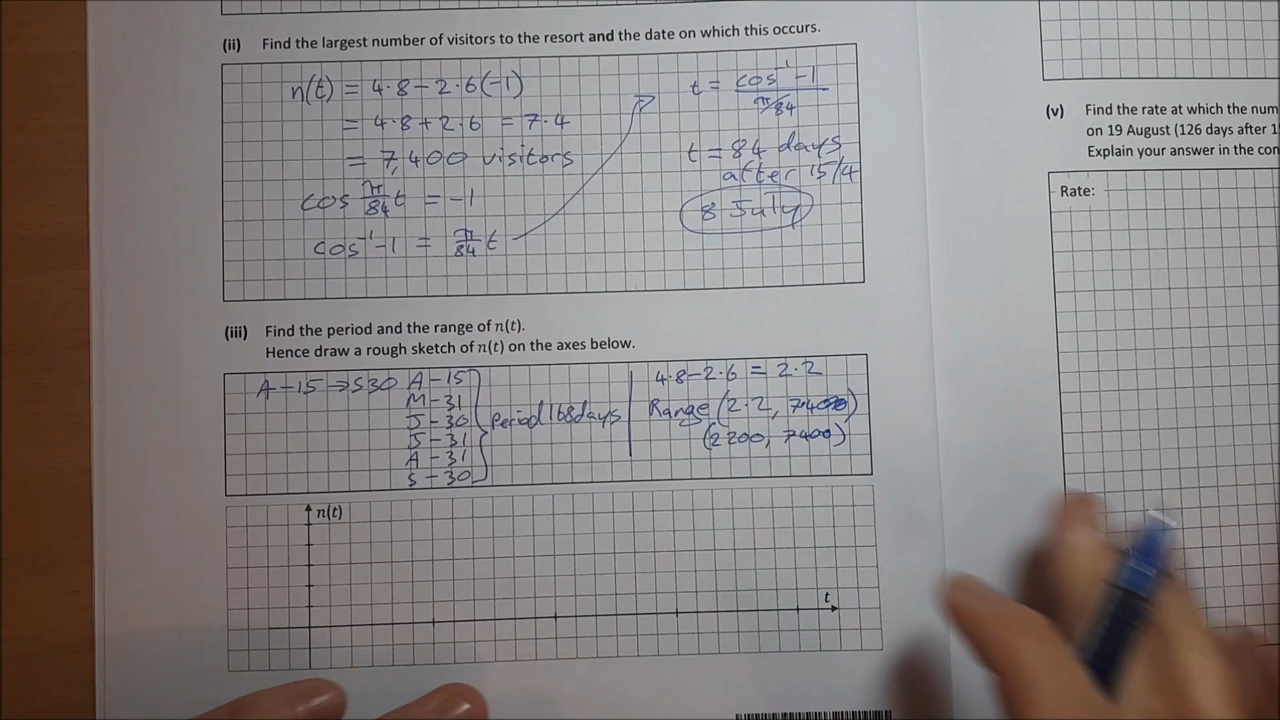 (ii) Find the largest number of visitors to the resort and the date on which this occurs.
n(t) = 4·8 – 2·6(-1)
= 4·8 + 2·6 = 7·4
= 7,400 visitors
cos π/84 t = -1
cos⁻¹ -1 = π/84 t
t = cos⁻¹ -1 / π/84
t = 84 days
after 15/4
8 July
(iii) Find the period and the range of n(t).
Hence draw a rough sketch of n(t) on the axes below.
A-15 → S30 A-15
M-31
J-30
J-31
A-31
S-30
Period 168days
4·8-2·6 = 2·2
Range (2·2, 7400)
(2200, 7400)
n(t)
t
(v) Find the rate at which the num
on 19 August (126 days after 1
Explain your answer in the con
Rate: